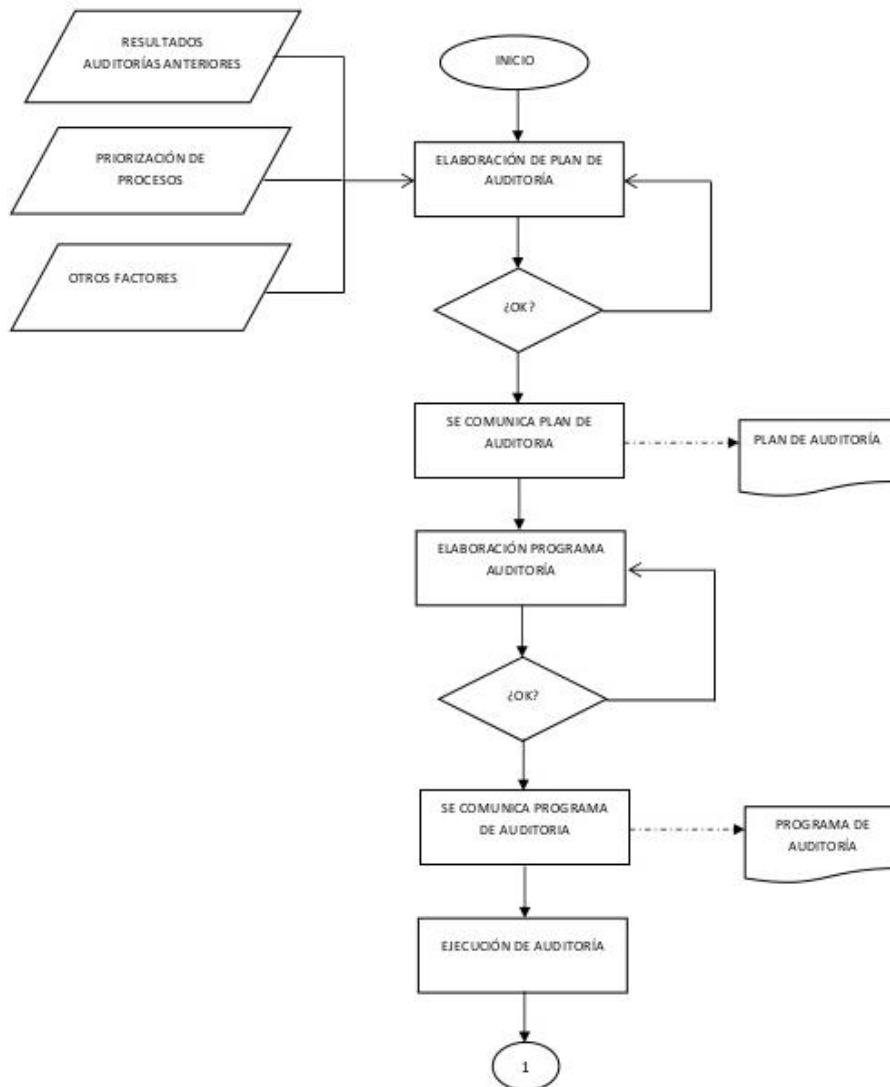 RESULTADOS
AUDITORÍAS ANTERIORES
INICIO
PRIORIZACIÓN DE
PROCESOS
ELABORACIÓN DE PLAN DE
AUDITORÍA
OTROS FACTORES
¿OK?
SE COMUNICA PLAN DE
AUDITORIA
PLAN DE AUDITORÍA
ELABORACIÓN PROGRAMA
AUDITORÍA
¿OK?
SE COMUNICA PROGRAMA
DE AUDITORIA
PROGRAMA DE
AUDITORÍA
EJECUCIÓN DE AUDITORÍA
1